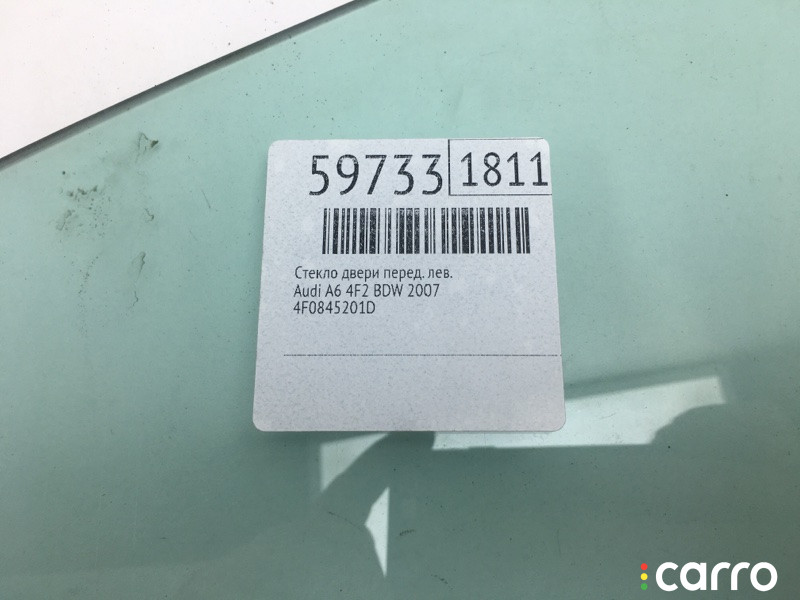 59733 1811
Стекло двери перед. лев.
Audi A6 4F2 BDW 2007
4F0845201D
carro